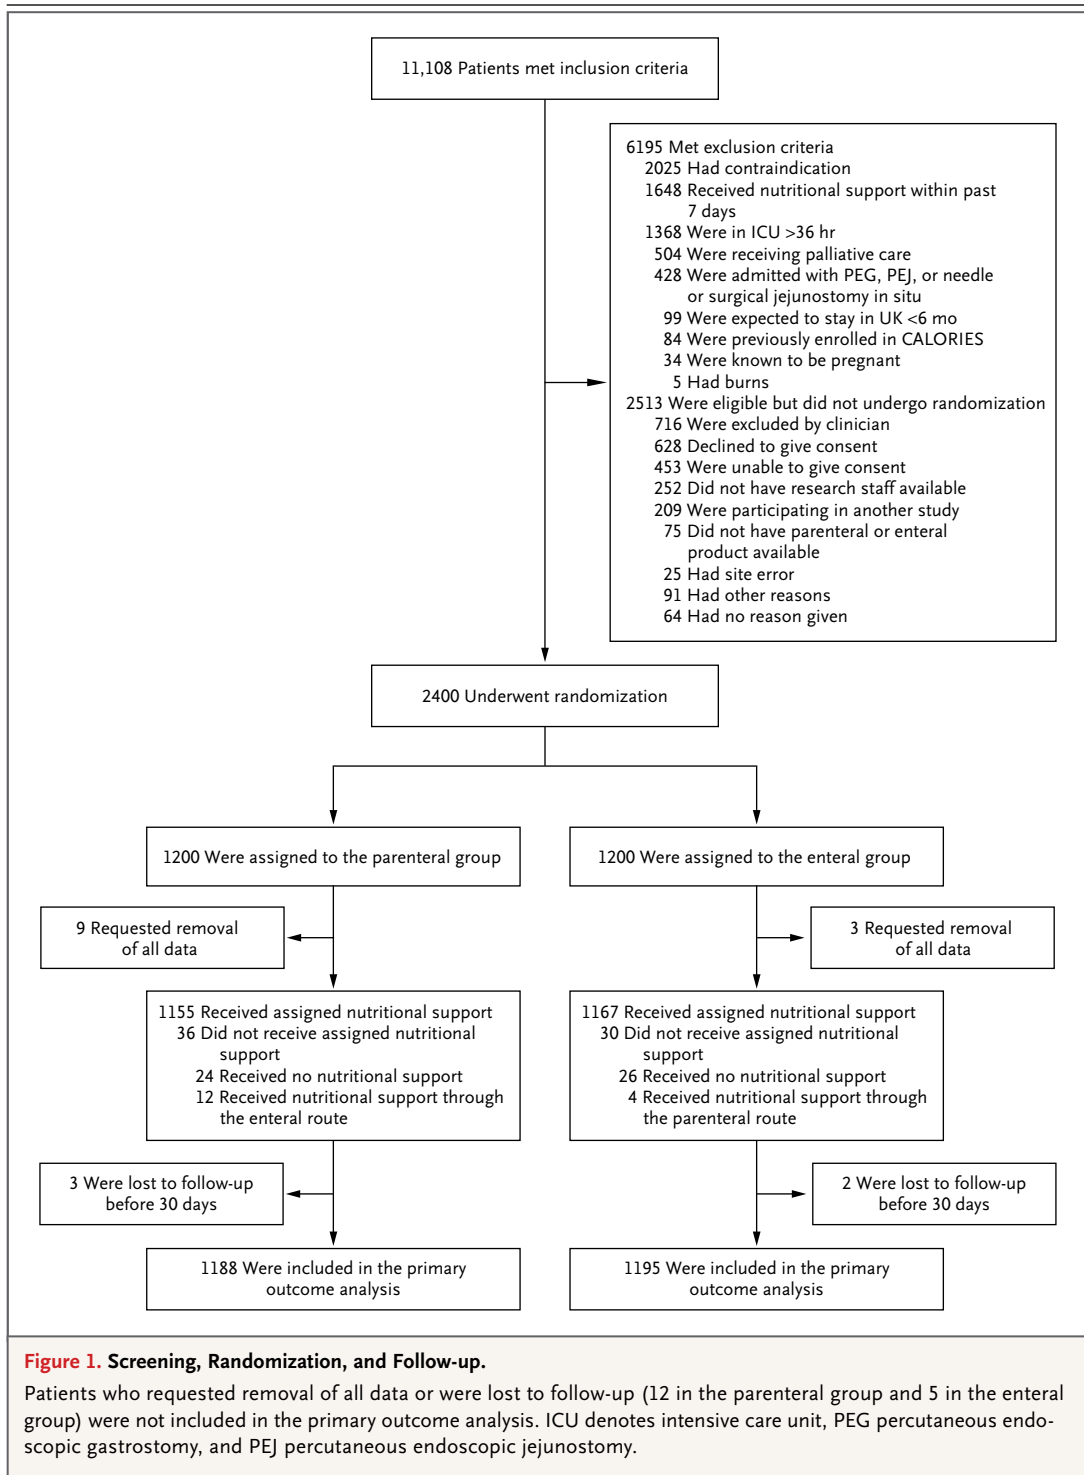 11,108 Patients met inclusion criteria
6195 Met exclusion criteria
2025 Had contraindication
1648 Received nutritional support within past
7 days
1368 Were in ICU >36 hr
504 Were receiving palliative care
428 Were admitted with PEG, PEJ, or needle
or surgical jejunostomy in situ
99 Were expected to stay in UK <6 mo
84 Were previously enrolled in CALORIES
34 Were known to be pregnant
5 Had burns
2513 Were eligible but did not undergo randomization
716 Were excluded by clinician
628 Declined to give consent
453 Were unable to give consent
252 Did not have research staff available
209 Were participating in another study
75 Did not have parenteral or enteral
product available
25 Had site error
91 Had other reasons
64 Had no reason given
2400 Underwent randomization
1200 Were assigned to the parenteral group
1200 Were assigned to the enteral group
9 Requested removal
of all data
3 Requested removal
of all data
1155 Received assigned nutritional support
36 Did not receive assigned nutritional
support
24 Received no nutritional support
12 Received nutritional support through
the enteral route
1167 Received assigned nutritional support
30 Did not receive assigned nutritional
support
26 Received no nutritional support
4 Received nutritional support through
the parenteral route
3 Were lost to follow-up
before 30 days
2 Were lost to follow-up
before 30 days
1188 Were included in the primary
outcome analysis
1195 Were included in the primary
outcome analysis
Figure 1. Screening, Randomization, and Follow-up.
Patients who requested removal of all data or were lost to follow-up (12 in the parenteral group and 5 in the enteral
group) were not included in the primary outcome analysis. ICU denotes intensive care unit, PEG percutaneous endo-
scopic gastrostomy, and PEJ percutaneous endoscopic jejunostomy.